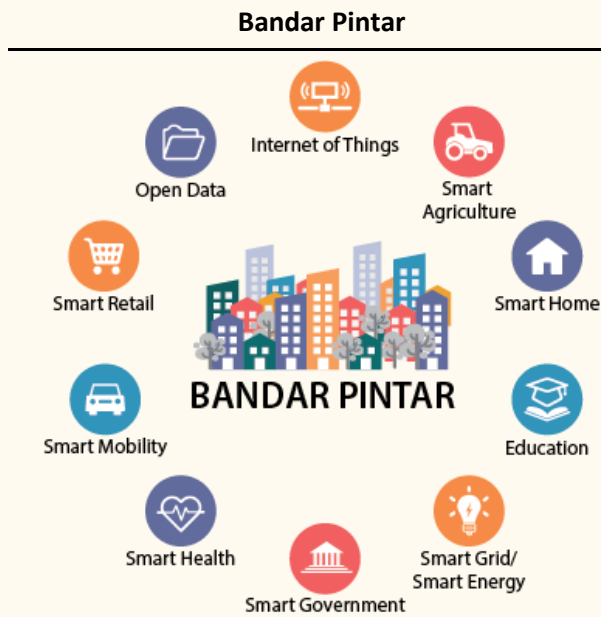 Bandar Pintar
Internet of Things
Open Data
Smart
Agriculture
Smart Retail
Smart Home
BANDAR PINTAR
Smart Mobility
Education
Smart Health
Smart Grid/
Smart Energy
Smart Government